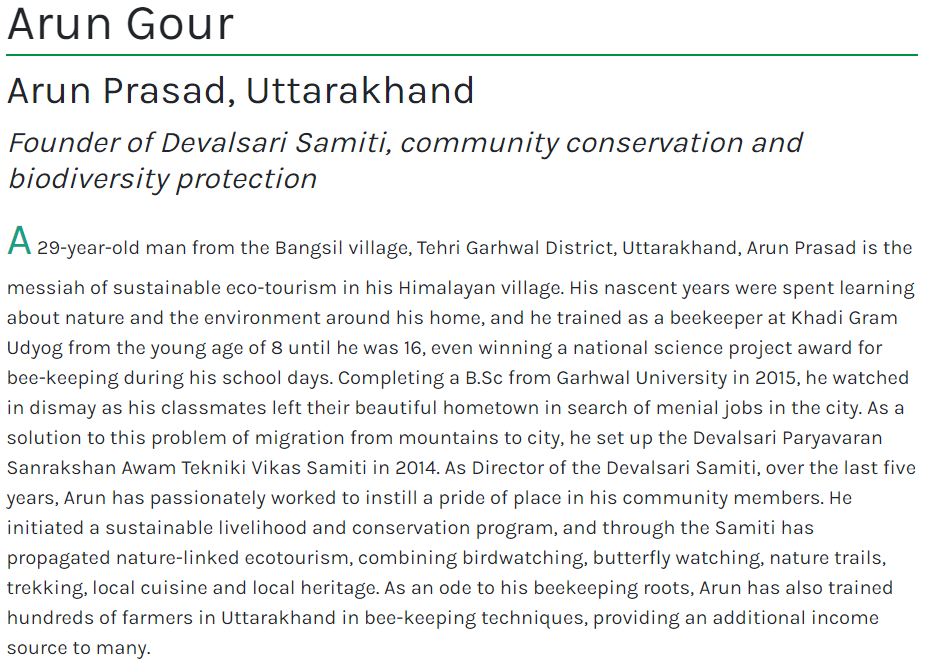 Arun Gour
Arun Prasad, Uttarakhand
Founder of Devalsari Samiti, community conservation and
biodiversity protection
A 29-year-old man from the Bangsil village, Tehri Garhwal District, Uttarakhand, Arun Prasad is the
messiah of sustainable eco-tourism in his Himalayan village. His nascent years were spent learning
about nature and the environment around his home, and he trained as a beekeeper at Khadi Gram
Udyog from the young age of 8 until he was 16, even winning a national science project award for
bee-keeping during his school days. Completing a B.Sc from Garhwal University in 2015, he watched
in dismay as his classmates left their beautiful hometown in search of menial jobs in the city. As a
solution to this problem of migration from mountains to city, he set up the Devalsari Paryavaran
Sanrakshan Awam Tekniki Vikas Samiti in 2014. As Director of the Devalsari Samiti, over the last five
years, Arun has passionately worked to instill a pride of place in his community members. He
initiated a sustainable livelihood and conservation program, and through the Samiti has
propagated nature-linked ecotourism, combining birdwatching, butterfly watching, nature trails,
trekking, local cuisine and local heritage. As an ode to his beekeeping roots, Arun has also trained
hundreds of farmers in Uttarakhand in bee-keeping techniques, providing an additional income
source to many.